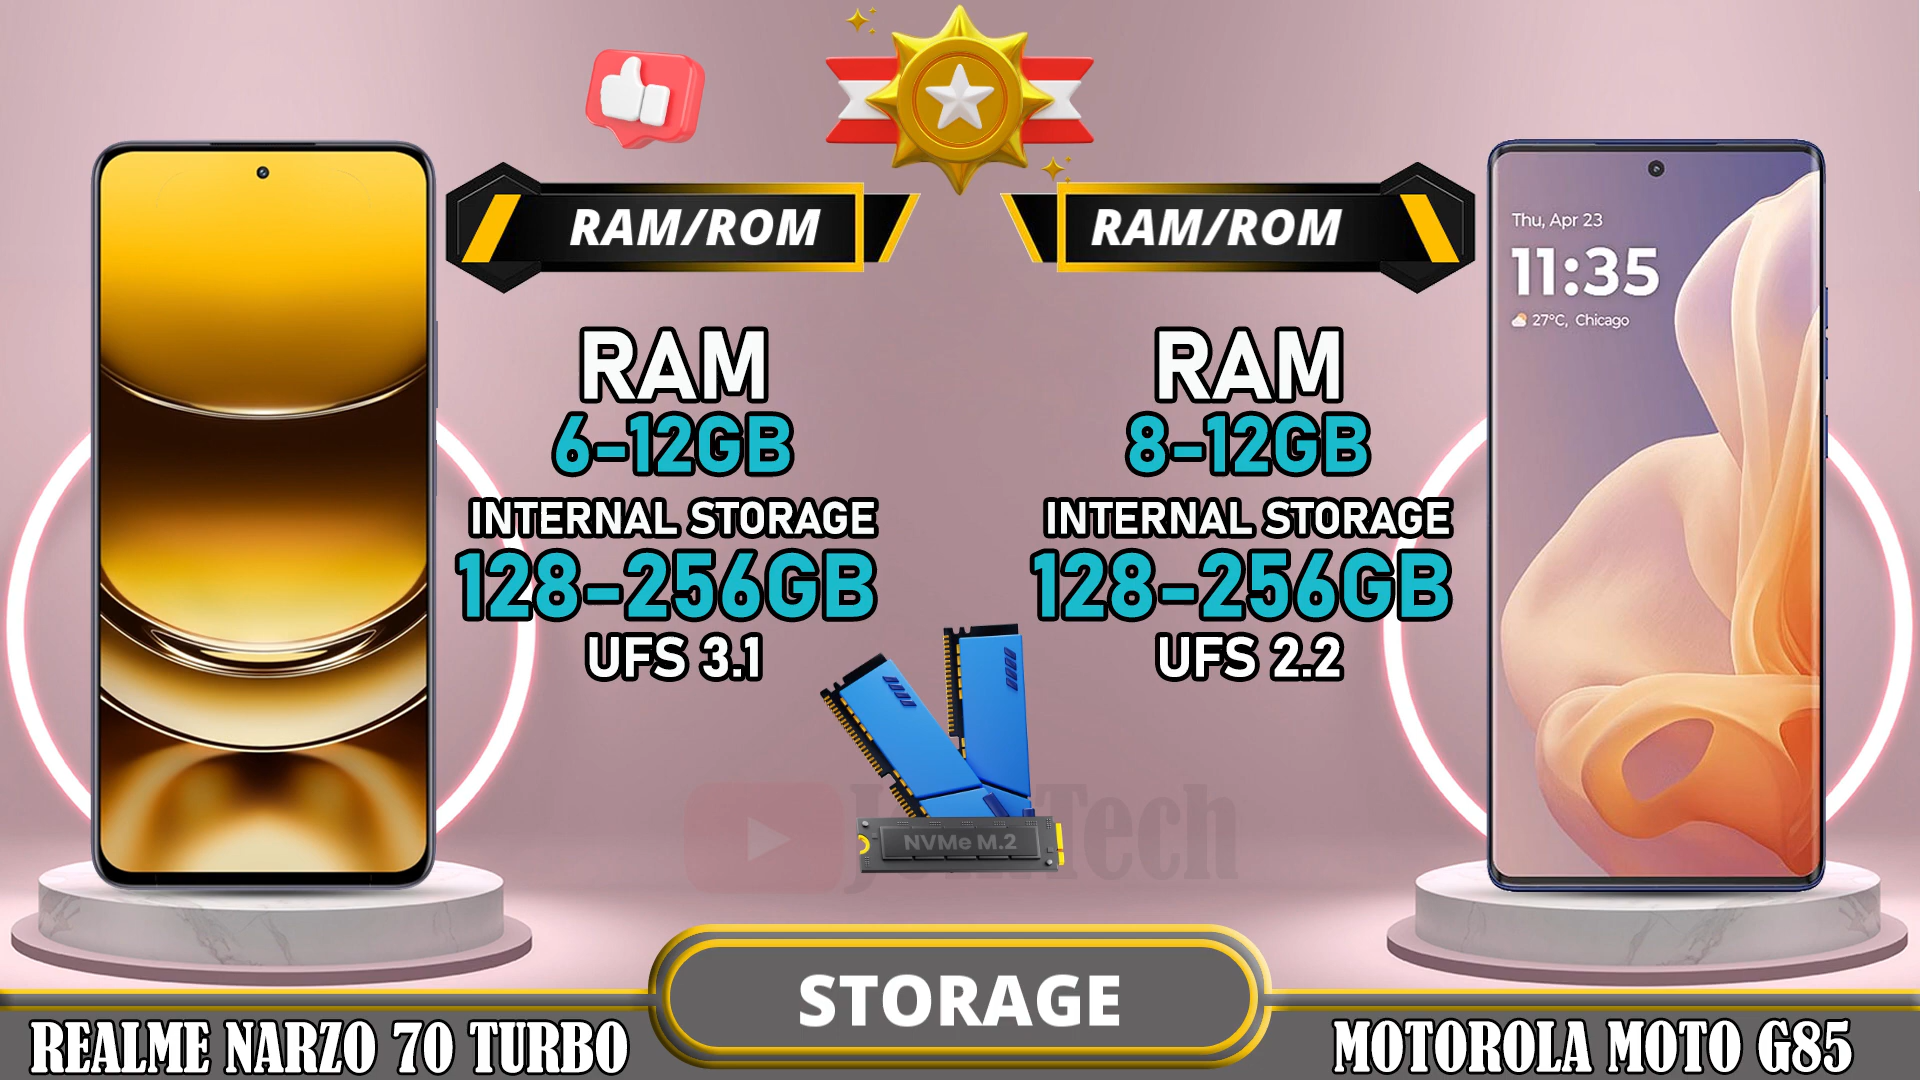 RAM/ROM
RAM
6-12GB
INTERNAL STORAGE
128-256GB
UFS 3.1
RAM/ROM
RAM
8-12GB
INTERNAL STORAGE
128-256GB
UFS 2.2
Thu, Apr 23
11:35
27°C, Chicago
NVMe M.2
STORAGE
REALME NARZO 70 TURBO
MOTOROLA MOTO G85